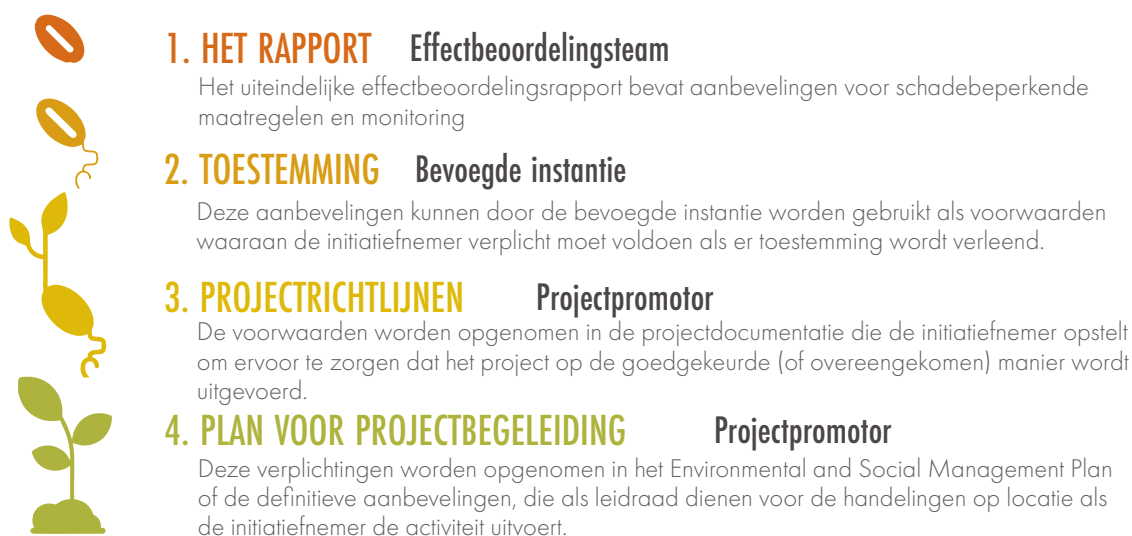 1. HET RAPPORT Effectbeoordelingsteam
Het uiteindelijke effectbeoordelingsrapport bevat aanbevelingen voor schadebeperkende
maatregelen en monitoring
2. TOESTEMMING Bevoegde instantie
Deze aanbevelingen kunnen door de bevoegde instantie worden gebruikt als voorwaarden
waaraan de initiatiefnemer verplicht moet voldoen als er toestemming wordt verleend.
3. PROJECTRICHTLIJNEN Projectpromotor
De voorwaarden worden opgenomen in de projectdocumentatie die de initiatiefnemer opstelt
om ervoor te zorgen dat het project op de goedgekeurde (of overeengekomen) manier wordt
uitgevoerd.
4. PLAN VOOR PROJECTBEGELEIDING Projectpromotor
Deze verplichtingen worden opgenomen in het Environmental and Social Management Plan
of de definitieve aanbevelingen, die als leidraad dienen voor de handelingen op locatie als
de initiatiefnemer de activiteit uitvoert.